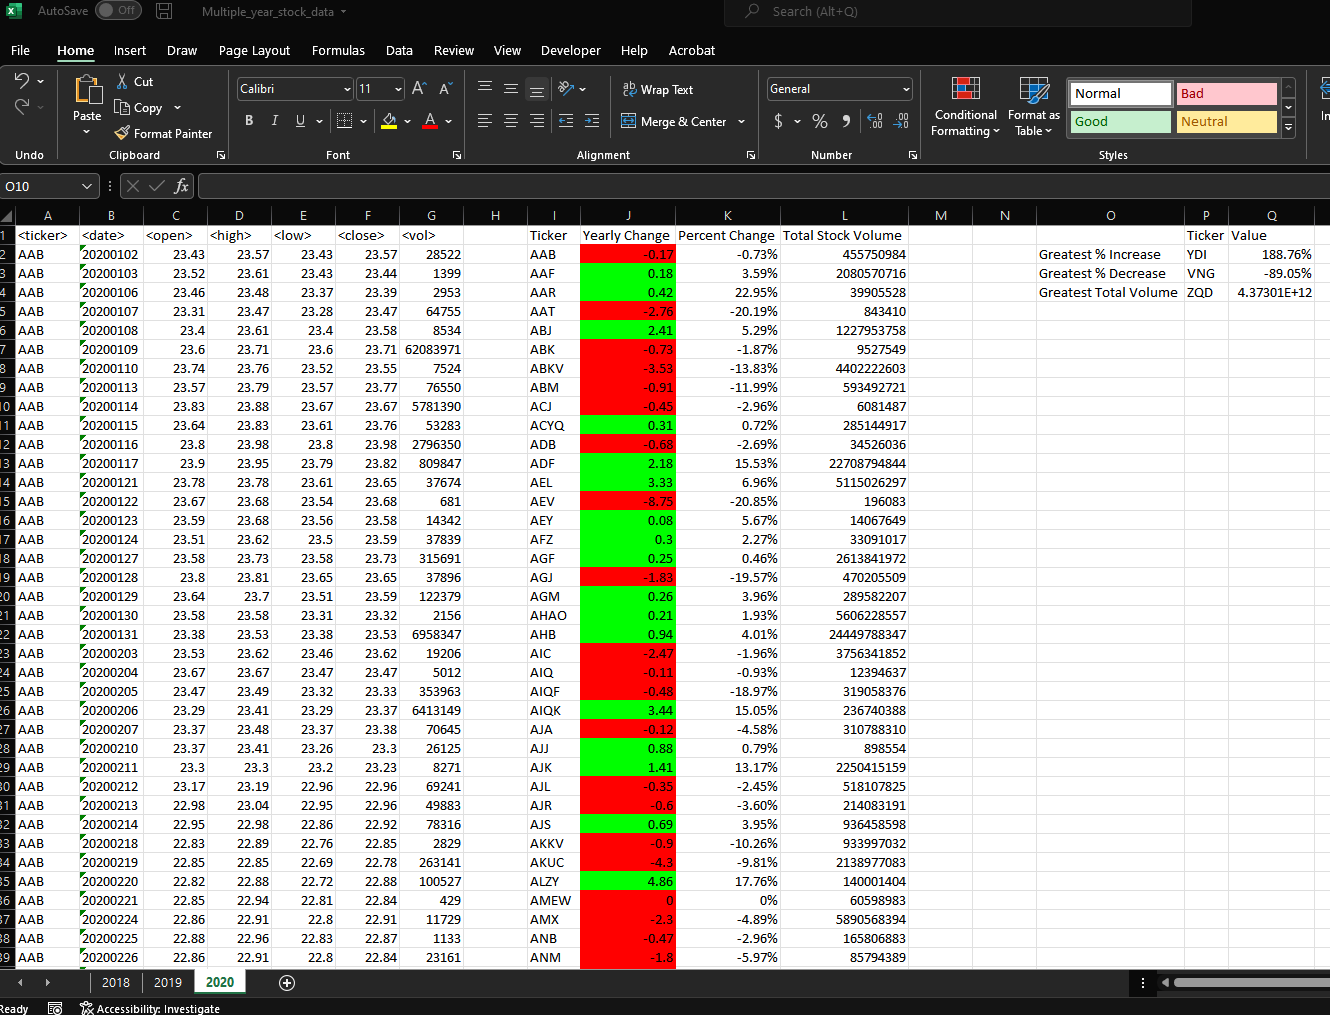 AutoSave Off Multiple_year_stock_data Search (Alt+Q)
File Home Insert Draw Page Layout Formulas Data Review View Developer Help Acrobat
Cut Calibri 11 Wrap Text General Normal Bad
Paste Copy Conditional Formatting Format as Table
Format Painter B I U A Merge & Center $ % Good Neutral
Undo Clipboard Font Alignment Number Styles
O10 fx
A B C D E F G H I J K L M N O P Q
1 <ticker> <date> <open> <high> <low> <close> <vol> Ticker Yearly Change Percent Change Total Stock Volume Ticker Value
2 AAB 20200102 23.43 23.57 23.43 23.57 28522 AAB -0.17 -0.73% 455750984 Greatest % Increase YDI 188.76%
3 AAB 20200103 23.52 23.61 23.43 23.44 1399 AAF 0.18 3.59% 2080570716 Greatest % Decrease VNG -89.05%
4 AAB 20200106 23.46 23.48 23.37 23.39 2953 AAR 0.42 22.95% 39905528 Greatest Total Volume ZQD 4.37301E+12
5 AAB 20200107 23.31 23.47 23.28 23.47 64755 AAT -2.76 -20.19% 843410
6 AAB 20200108 23.4 23.61 23.4 23.58 8534 ABJ 2.41 5.29% 1227953758
7 AAB 20200109 23.6 23.71 23.6 23.71 62083971 ABK -0.73 -1.87% 9527549
8 AAB 20200110 23.74 23.76 23.52 23.55 7524 ABKV -3.53 -13.83% 4402222603
9 AAB 20200113 23.57 23.79 23.57 23.77 76550 ABM -0.91 -11.99% 593492721
10 AAB 20200114 23.83 23.88 23.67 23.67 5781390 ACJ -0.45 -2.96% 6081487
11 AAB 20200115 23.64 23.83 23.61 23.76 53283 ACYQ 0.31 0.72% 285144917
12 AAB 20200116 23.8 23.98 23.8 23.98 2796350 ADB -0.68 -2.69% 34526036
13 AAB 20200117 23.9 23.95 23.79 23.82 809847 ADF 2.18 15.53% 22708794844
14 AAB 20200121 23.78 23.78 23.61 23.65 37674 AEL 3.33 6.96% 5115026297
15 AAB 20200122 23.67 23.68 23.54 23.68 681 AEV -8.75 -20.85% 196083
16 AAB 20200123 23.59 23.68 23.56 23.58 14342 AEY 0.08 5.67% 14067649
17 AAB 20200124 23.51 23.62 23.5 23.59 37839 AFZ 0.3 2.27% 33091017
18 AAB 20200127 23.58 23.73 23.58 23.73 315691 AGF 0.25 0.46% 2613841972
19 AAB 20200128 23.8 23.81 23.65 23.65 37896 AGJ -1.83 -19.57% 470205509
20 AAB 20200129 23.64 23.7 23.51 23.59 122379 AGM 0.26 3.96% 289582207
21 AAB 20200130 23.58 23.58 23.31 23.32 2156 AHAO 0.21 1.93% 5606228557
22 AAB 20200131 23.38 23.53 23.38 23.53 6958347 AHB 0.94 4.01% 24449788347
23 AAB 20200203 23.53 23.62 23.46 23.62 19206 AIC -2.47 -1.96% 3756341852
24 AAB 20200204 23.67 23.67 23.47 23.47 5012 AIQ -0.11 -0.93% 12394637
25 AAB 20200205 23.47 23.49 23.32 23.33 353963 AIQF -0.48 -18.97% 319058376
26 AAB 20200206 23.29 23.41 23.29 23.37 6413149 AIQK 3.44 15.05% 236740388
27 AAB 20200207 23.37 23.48 23.37 23.38 70645 AJA -0.12 -4.58% 310788310
28 AAB 20200210 23.37 23.41 23.26 23.3 26125 AJJ 0.88 0.79% 898554
29 AAB 20200211 23.3 23.3 23.2 23.23 8271 AJK 1.41 13.17% 2250415159
30 AAB 20200212 23.17 23.19 22.96 22.96 69241 AJL -0.35 -2.45% 518107825
31 AAB 20200213 22.98 23.04 22.95 22.96 49883 AJR -0.6 -3.60% 214083191
32 AAB 20200214 22.95 22.98 22.86 22.92 78316 AJS 0.69 3.95% 936458598
33 AAB 20200218 22.83 22.89 22.76 22.85 2829 AKKV -0.9 -10.26% 933997032
34 AAB 20200219 22.85 22.85 22.69 22.78 263141 AKUC -4.3 -9.81% 2138977083
35 AAB 20200220 22.82 22.88 22.72 22.88 100527 ALZY 4.86 17.76% 140001404
36 AAB 20200221 22.85 22.94 22.81 22.84 429 AMEW 0 0% 60598983
37 AAB 20200224 22.86 22.91 22.8 22.91 11729 AMX -2.3 -4.89% 5890568394
38 AAB 20200225 22.88 22.96 22.83 22.87 1133 ANB -0.47 -2.96% 165806883
39 AAB 20200226 22.86 22.91 22.8 22.84 23161 ANM -1.8 -5.97% 85794389
2018 2019 2020
Ready Accessibility: Investigate